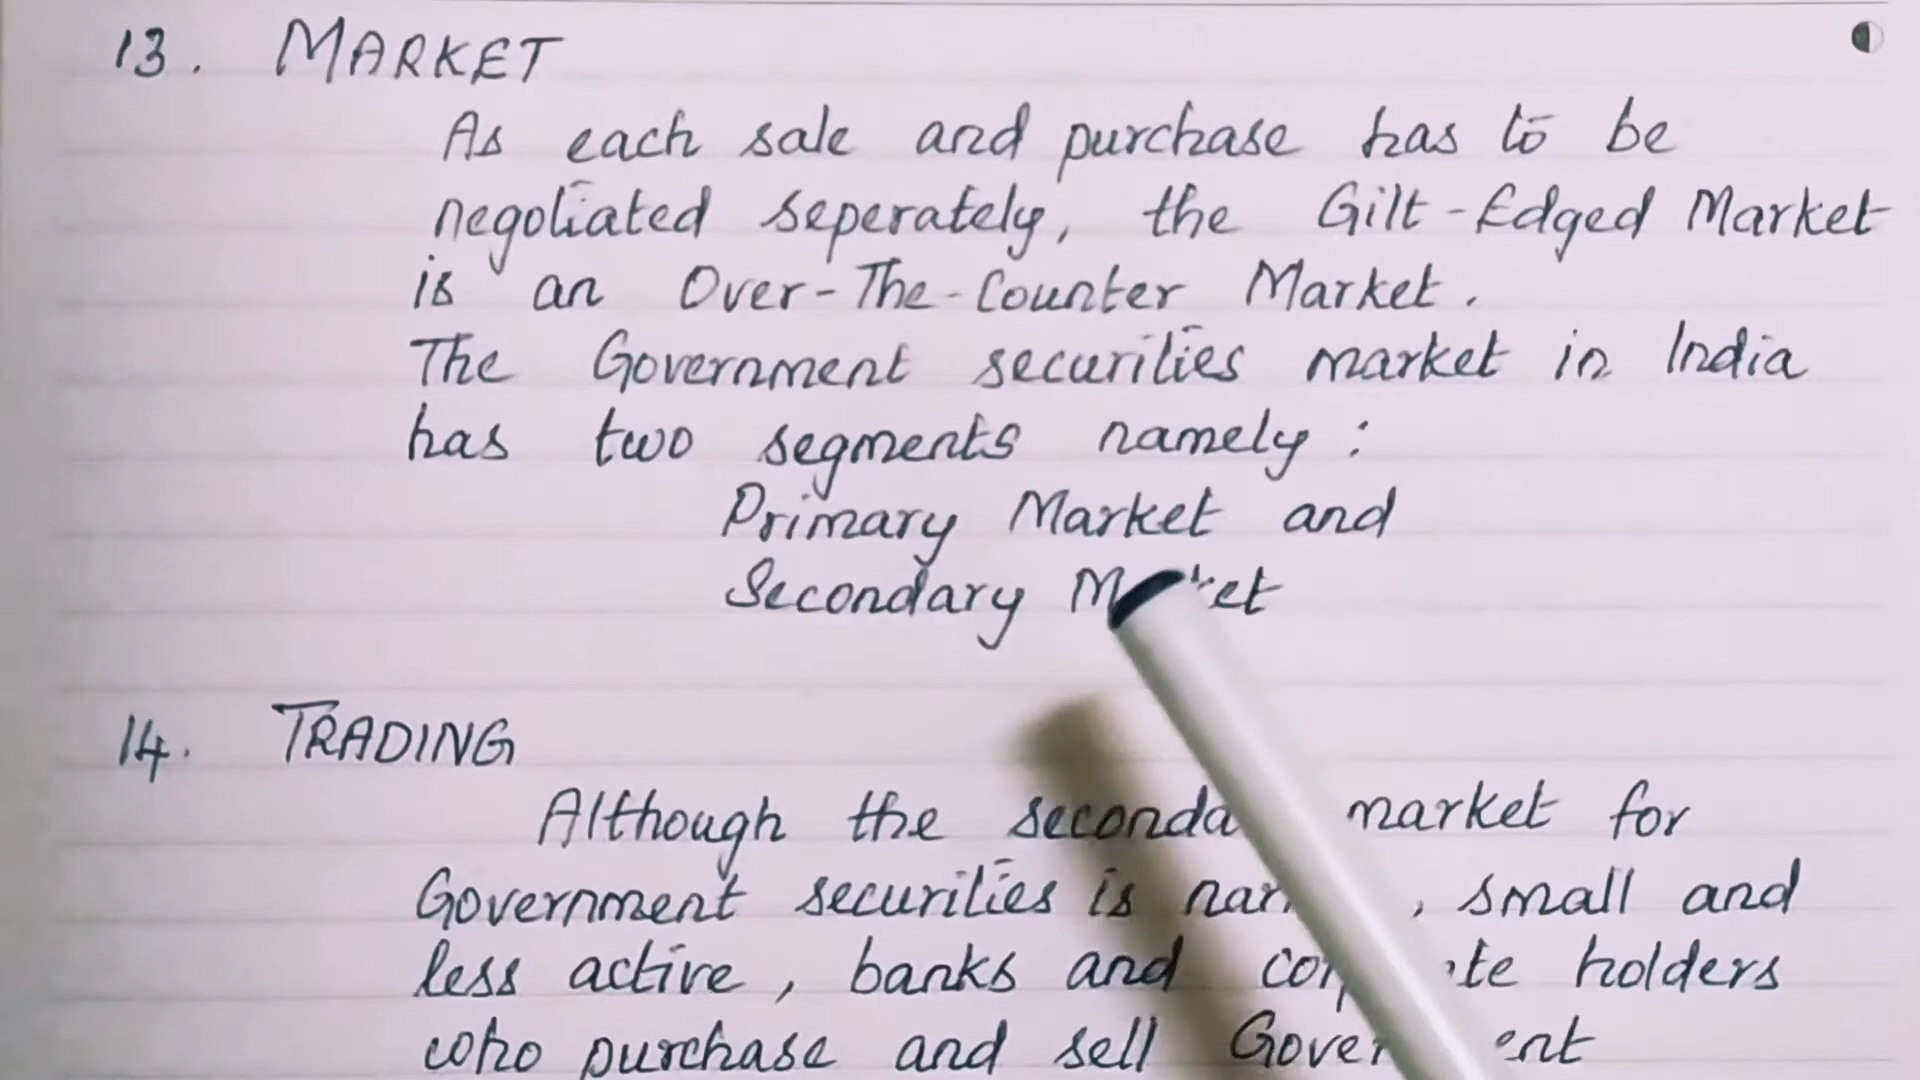 13. MARKET
As each sale and purchase has to be
negotiated seperately, the Gilt-Edged Market
is an Over-The-Counter Market.
The Government securities market in India
has two segments namely:
Primary Market and
Secondary Market
14. TRADING
Although the market for
Government securities is , small and
less active, banks and holders
who purchase and sell Government